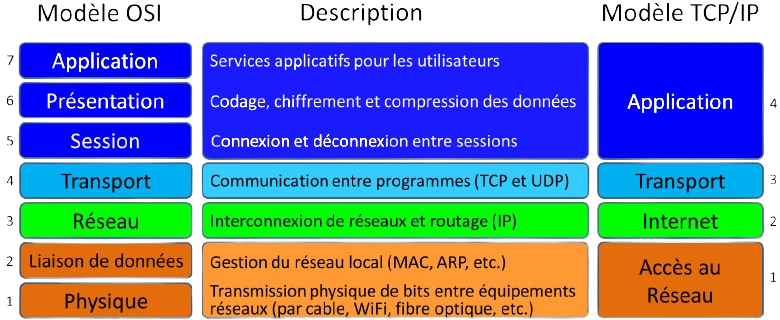 Modèle OSI Description Modèle TCP/IP
7 Application Services applicatifs pour les utilisateurs
6 Présentation Codage, chiffrement et compression des données Application 4
5 Session Connexion et déconnexion entre sessions
4 Transport Communication entre programmes (TCP et UDP) Transport 3
3 Réseau Interconnexion de réseaux et routage (IP) Internet 2
2 Liaison de données Gestion du réseau local (MAC, ARP, etc.) Accès au
1 Physique Transmission physique de bits entre équipements Réseau 1
réseaux (par cable, WiFi, fibre optique, etc.)